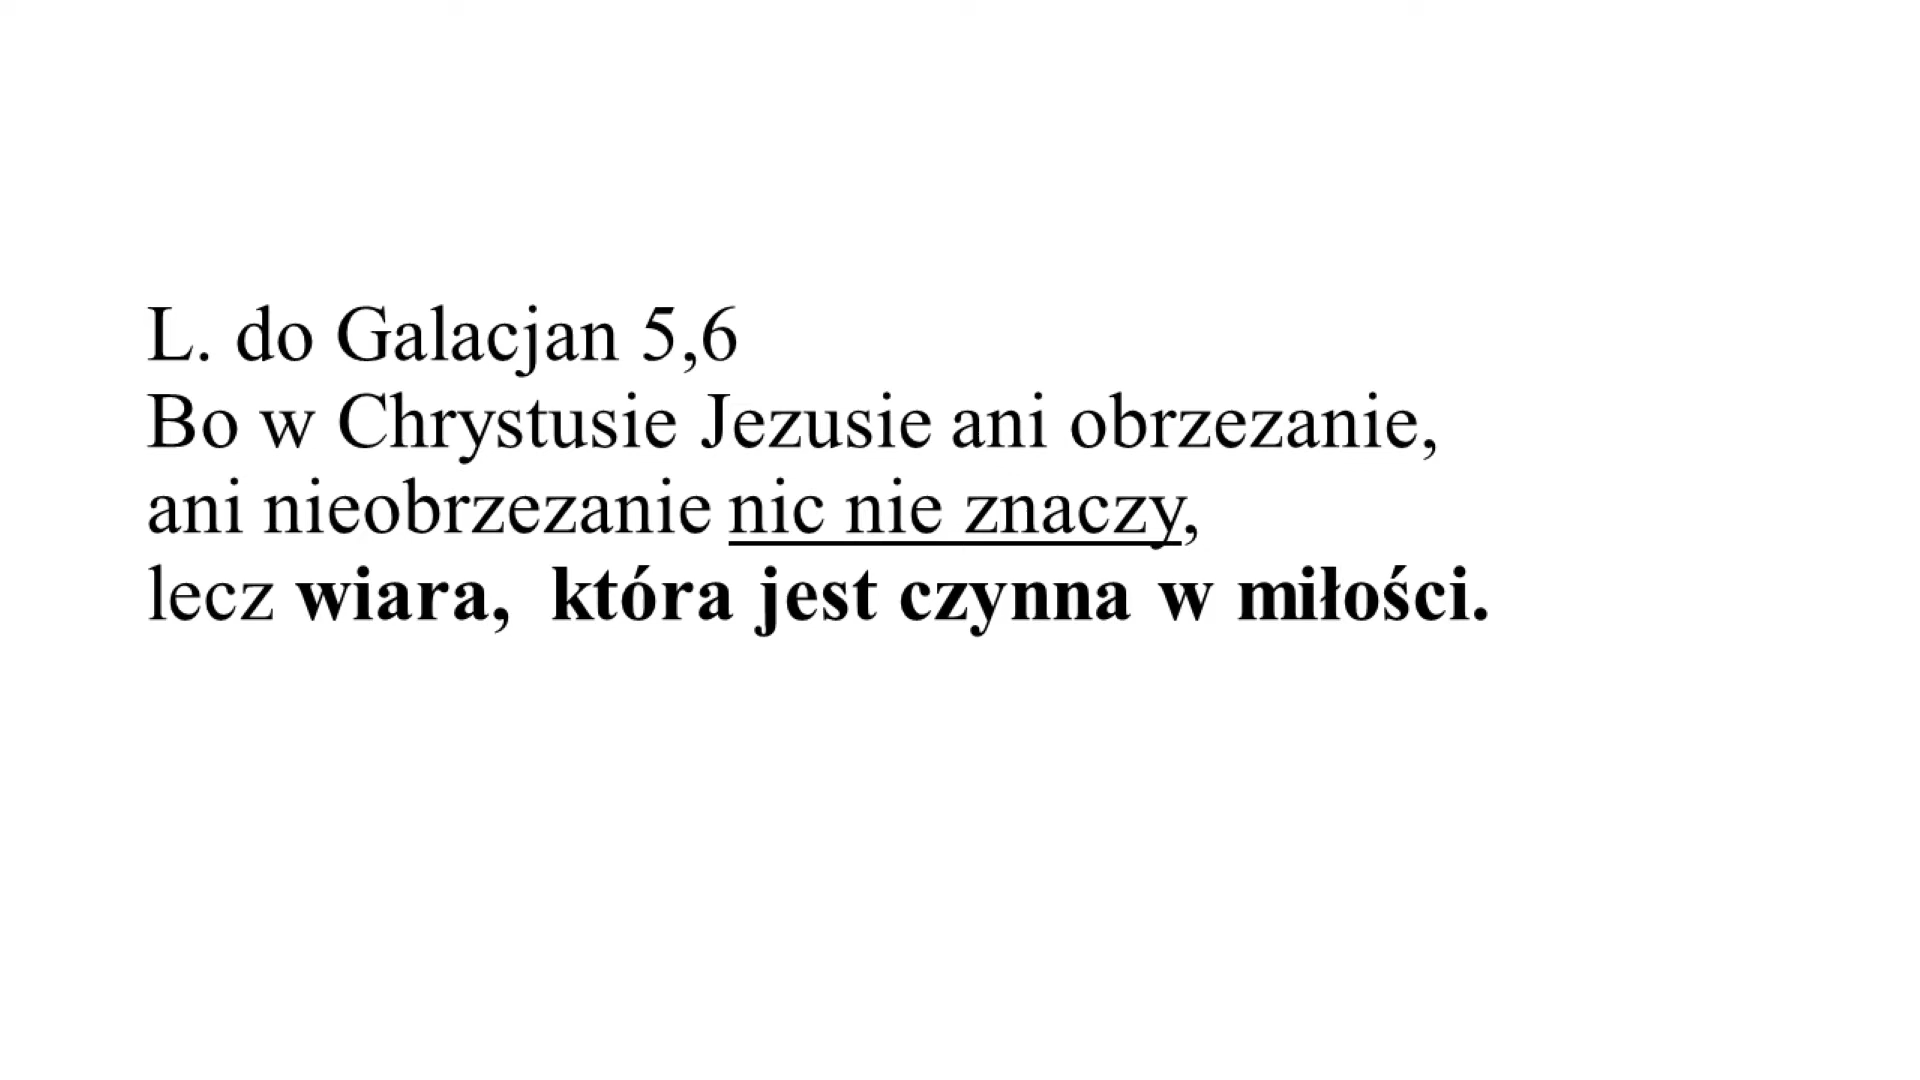 L. do Galacjan 5,6
Bo w Chrystusie Jezusie ani obrzezanie,
ani nieobrzezanie nic nie znaczy,
lecz wiara,  która jest czynna w miłości.